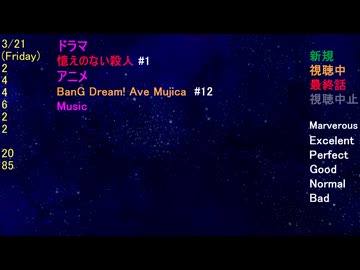 3/21
(Friday)
2
4
4
6
2
2
20
85
ドラマ
憶えのない殺人 #1
アニメ
BanG Dream! Ave Mujica #12
Music
新規
視聴中
最終話
視聴中止
Marverous
Excelent
Perfect
Good
Normal
Bad